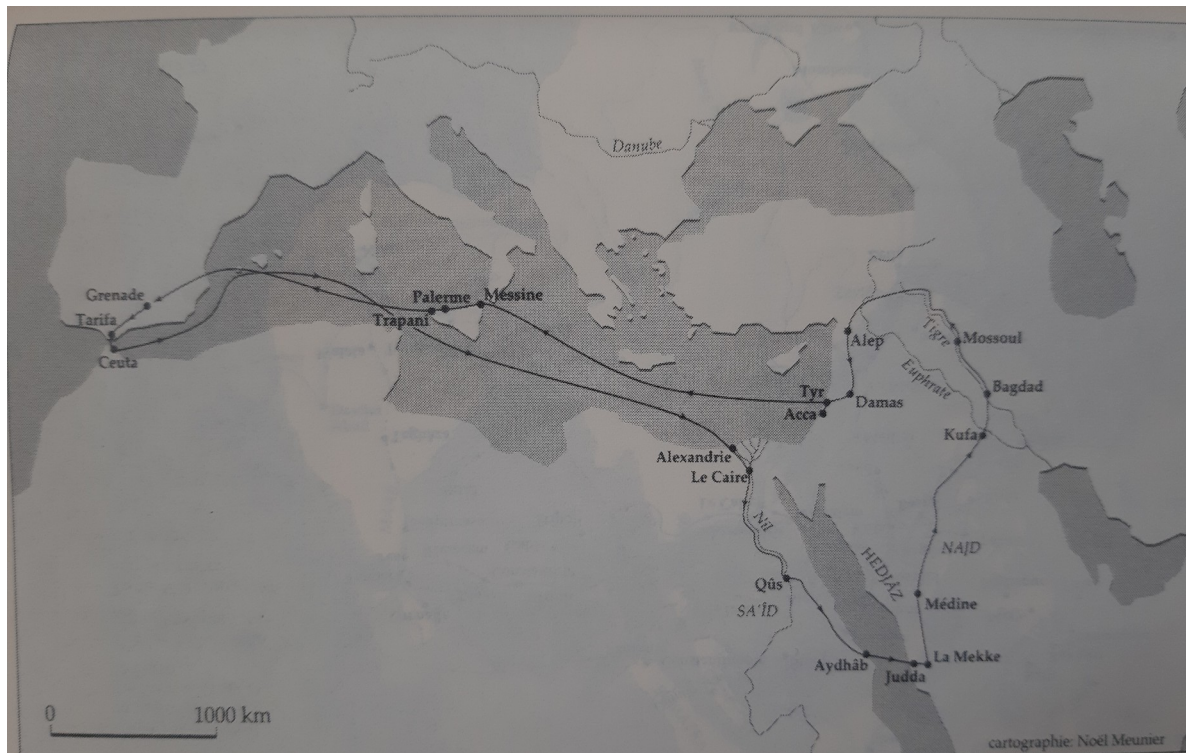 Danube
Grenade
Tarifa
Ceuta
Palerme
Messine
Trapani
Alep
Tigre
Mossoul
Euphrate
Bagdad
Tyr
Acca
Damas
Kufa
Alexandrie
Le Caire
Nil
Qûs
SA'ÎD
HEDJÂZ
NAJD
Médine
Aydhâb
Judda
La Mekke
0 1000 km
cartographie: Noël Meunier